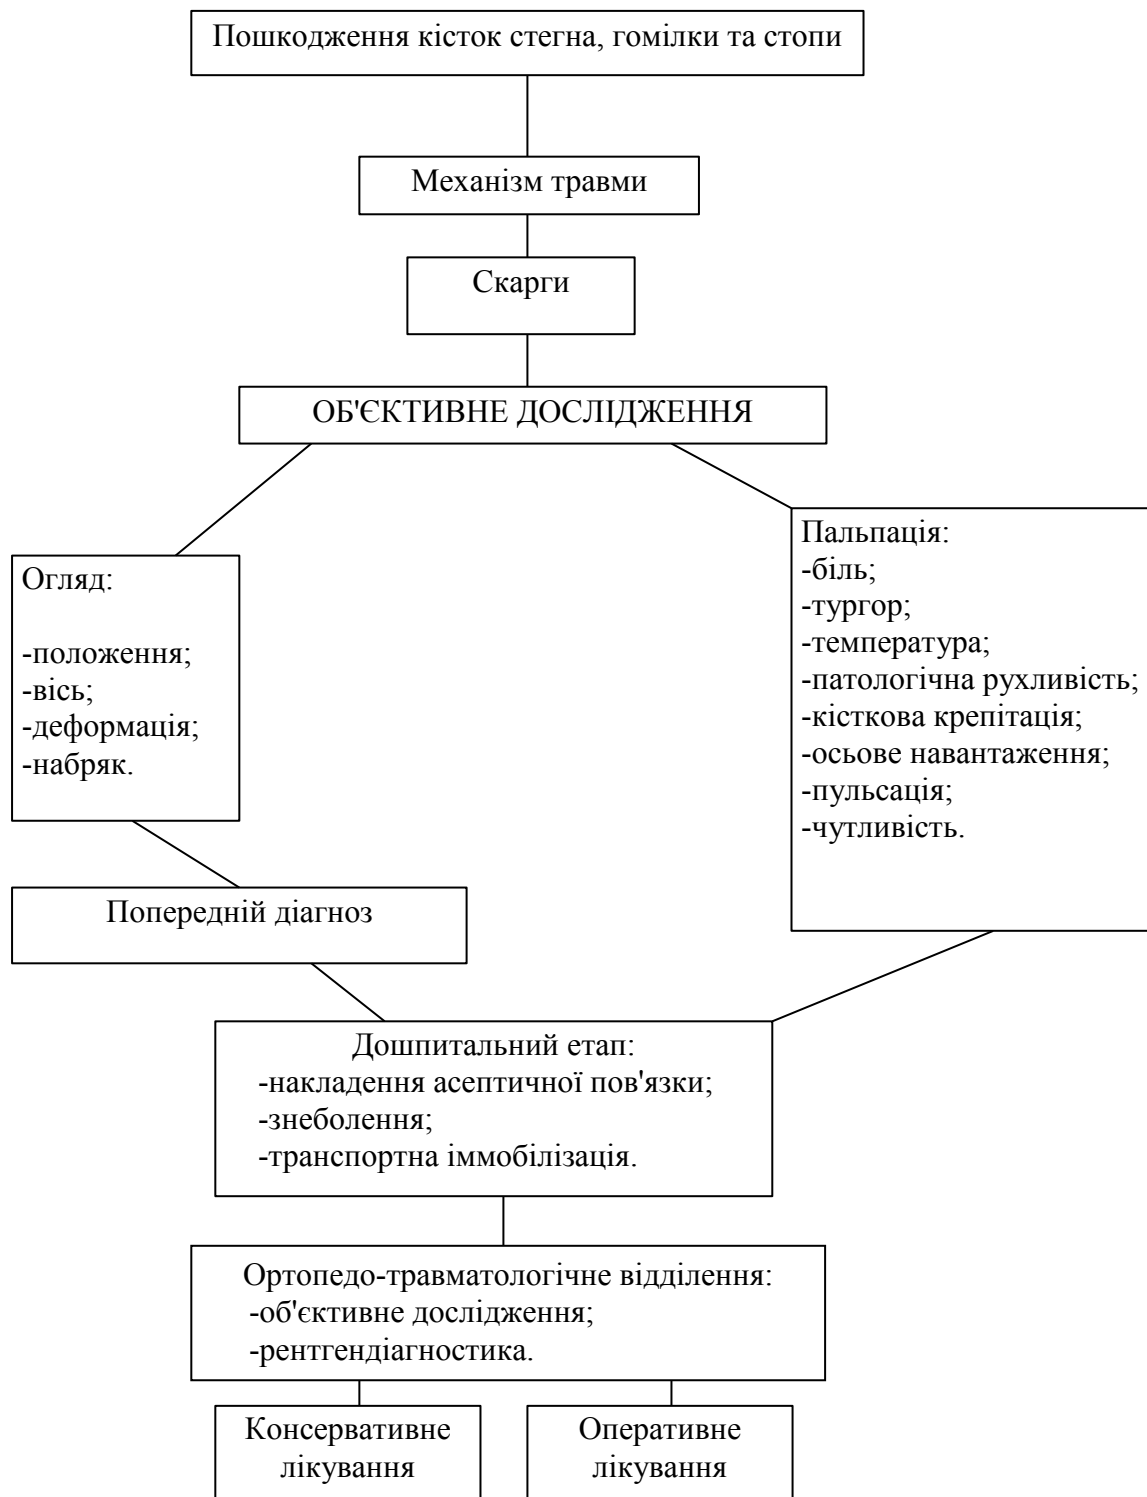 Пошкодження кісток стегна, гомілки та стопи
Механізм травми
Скарги
ОБ'ЄКТИВНЕ ДОСЛІДЖЕННЯ
Огляд:
-положення;
-вісь;
-деформація;
-набряк.
Пальпація:
-біль;
-тургор;
-температура;
-патологічна рухливість;
-кісткова крепітація;
-осьове навантаження;
-пульсація;
-чутливість.
Попередній діагноз
Дошпитальний етап:
-накладення асептичної пов'язки;
-знеболення;
-транспортна іммобілізація.
Ортопедо-травматологічне відділення:
-об'єктивне дослідження;
-рентгендіагностика.
Консервативне
лікування
Оперативне
лікування